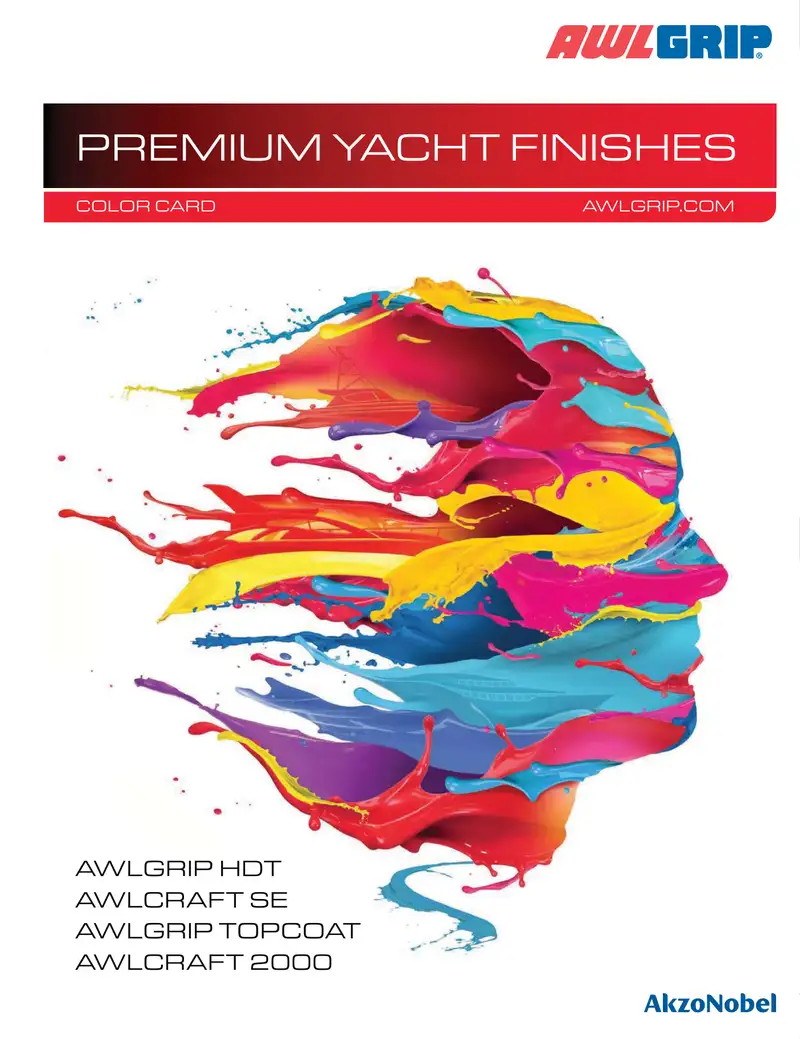 AWLGRIP®
PREMIUM YACHT FINISHES
COLOR CARD
AWLGRIP.COM
AWLGRIP HDT
AWLCRAFT SE
AWLGRIP TOPCOAT
AWLCRAFT 2000
AkzoNobel